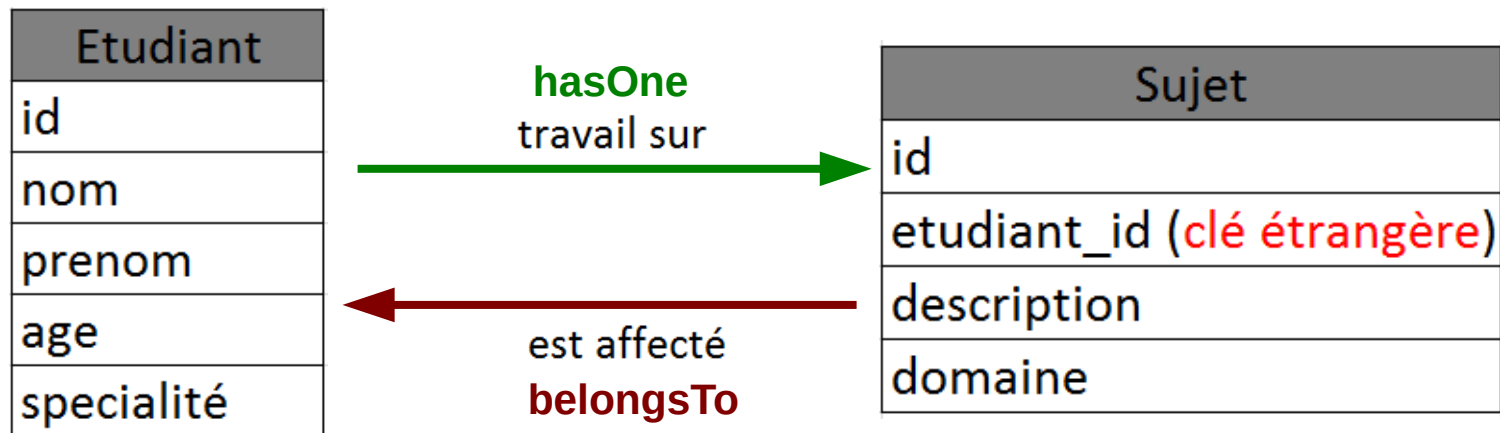 Etudiant
id
nom
prenom
age
specialité
hasOne
travail sur
est affecté
belongsTo
Sujet
id
etudiant_id (clé étrangère)
description
domaine